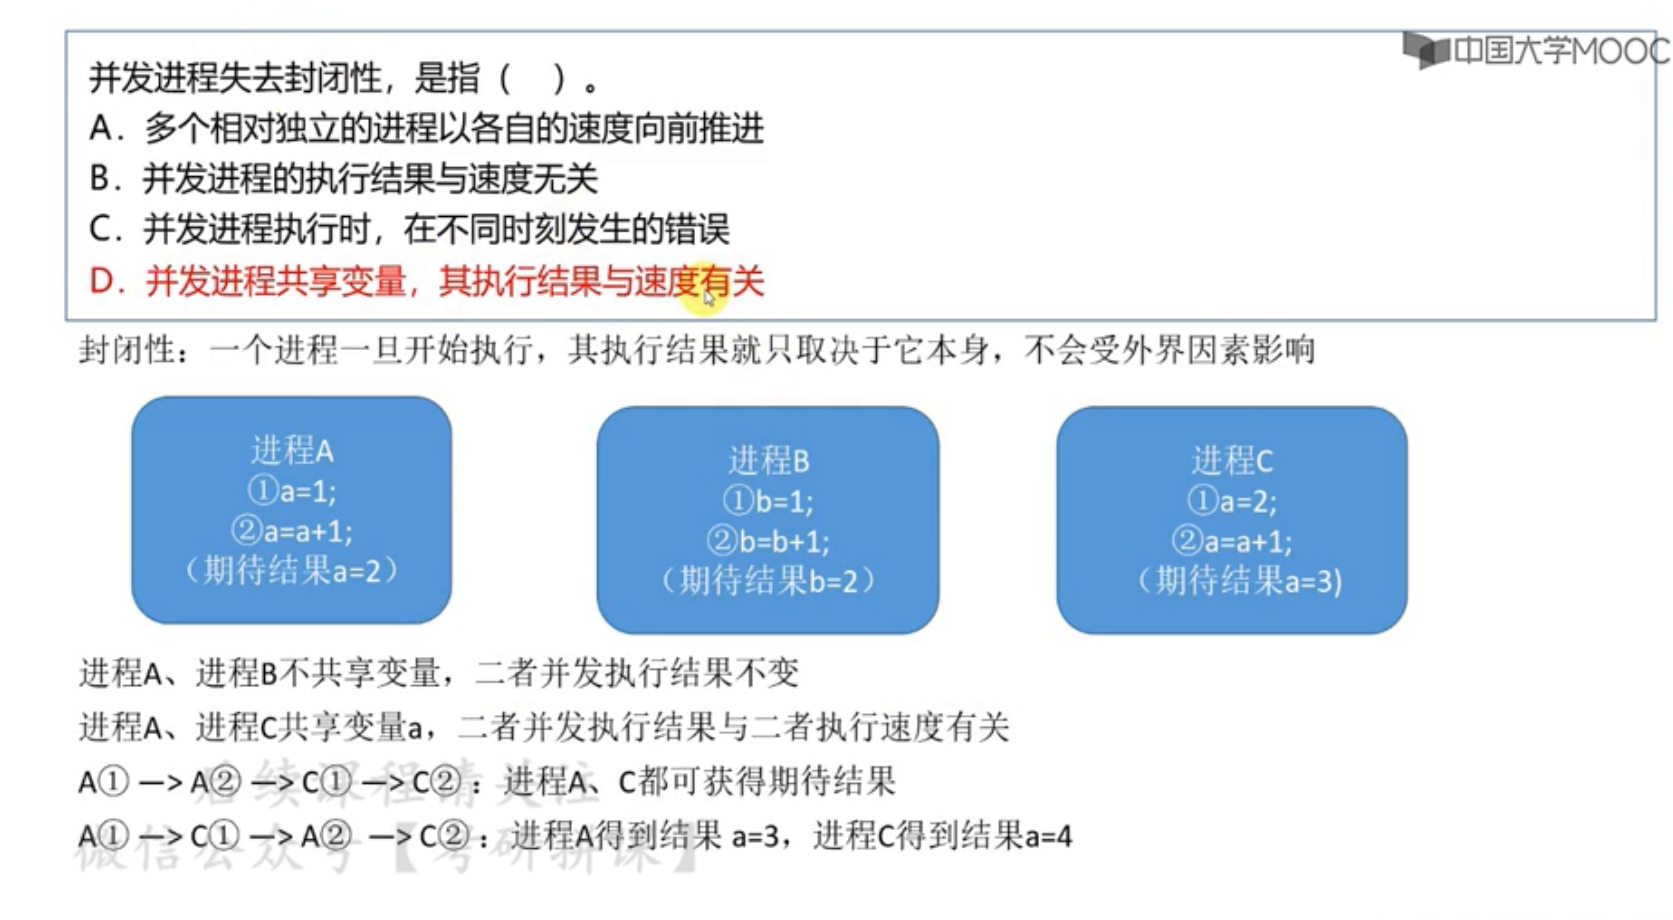 中国大学MOOC
并发进程失去封闭性，是指（ ）。
A. 多个相对独立的进程以各自的速度向前推进
B. 并发进程的执行结果与速度无关
C. 并发进程执行时，在不同时刻发生的错误
D. 并发进程共享变量，其执行结果与速度有关
封闭性：一个进程一旦开始执行，其执行结果就只取决于它本身，不会受外界因素影响
进程A
①a=1;
②a=a+1;
（期待结果a=2）
进程B
①b=1;
②b=b+1;
（期待结果b=2）
进程C
①a=2;
②a=a+1;
（期待结果a=3)
进程A、进程B不共享变量，二者并发执行结果不变
进程A、进程C共享变量a，二者并发执行结果与二者执行速度有关
A① —> A② —> C① —> C②：进程A、C都可获得期待结果
A① —> C① —> A② —> C②：进程A得到结果 a=3，进程C得到结果a=4
后续课程请关注
微信公众号【考研拼课】